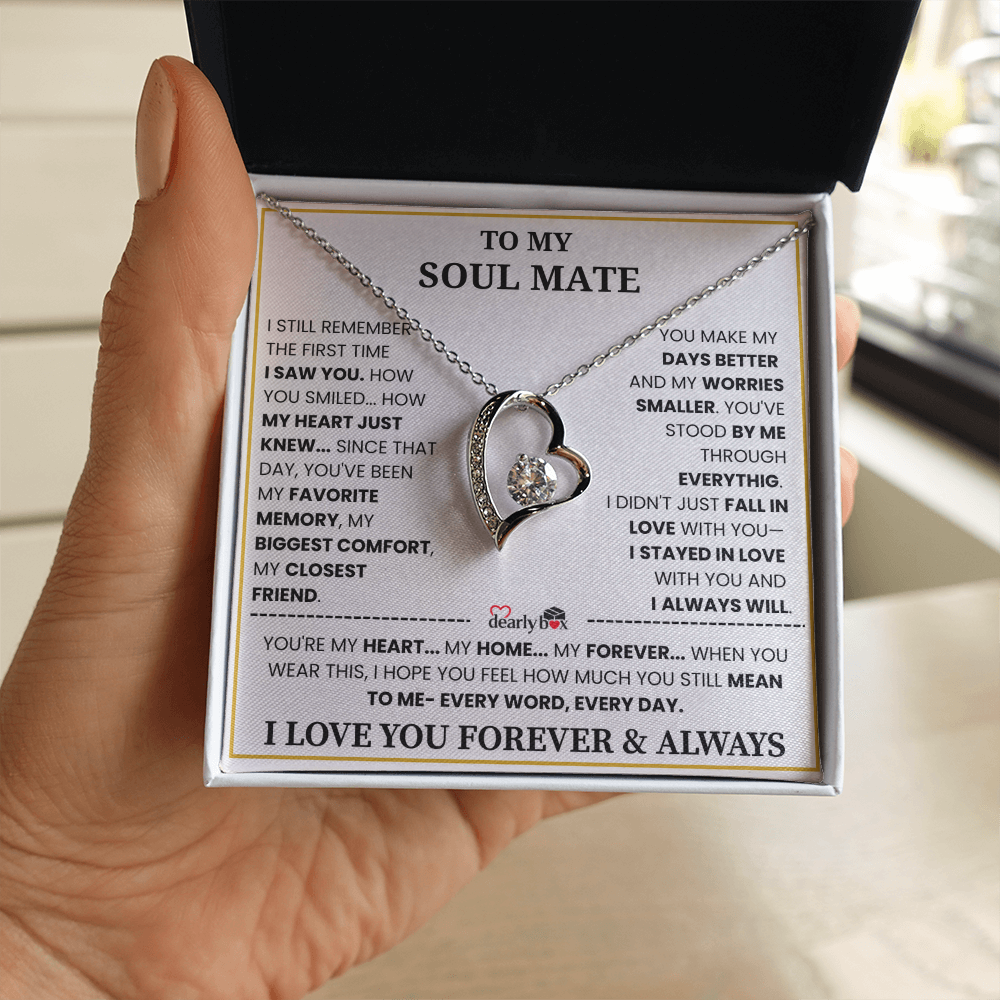 TO MY
SOUL MATE
I STILL REMEMBER
THE FIRST TIME
I SAW YOU. HOW
YOU SMILED... HOW
MY HEART JUST
KNEW... SINCE THAT
DAY, YOU'VE BEEN
MY FAVORITE
MEMORY, MY
BIGGEST COMFORT,
MY CLOSEST
FRIEND.
YOU MAKE MY
DAYS BETTER
AND MY WORRIES
SMALLER. YOU'VE
STOOD BY ME
THROUGH
EVERYTHIG.
I DIDN'T JUST FALL IN
LOVE WITH YOU—
I STAYED IN LOVE
WITH YOU AND
I ALWAYS WILL.
dearlybox
YOU'RE MY HEART... MY HOME... MY FOREVER... WHEN YOU
WEAR THIS, I HOPE YOU FEEL HOW MUCH YOU STILL MEAN
TO ME- EVERY WORD, EVERY DAY.
I LOVE YOU FOREVER & ALWAYS